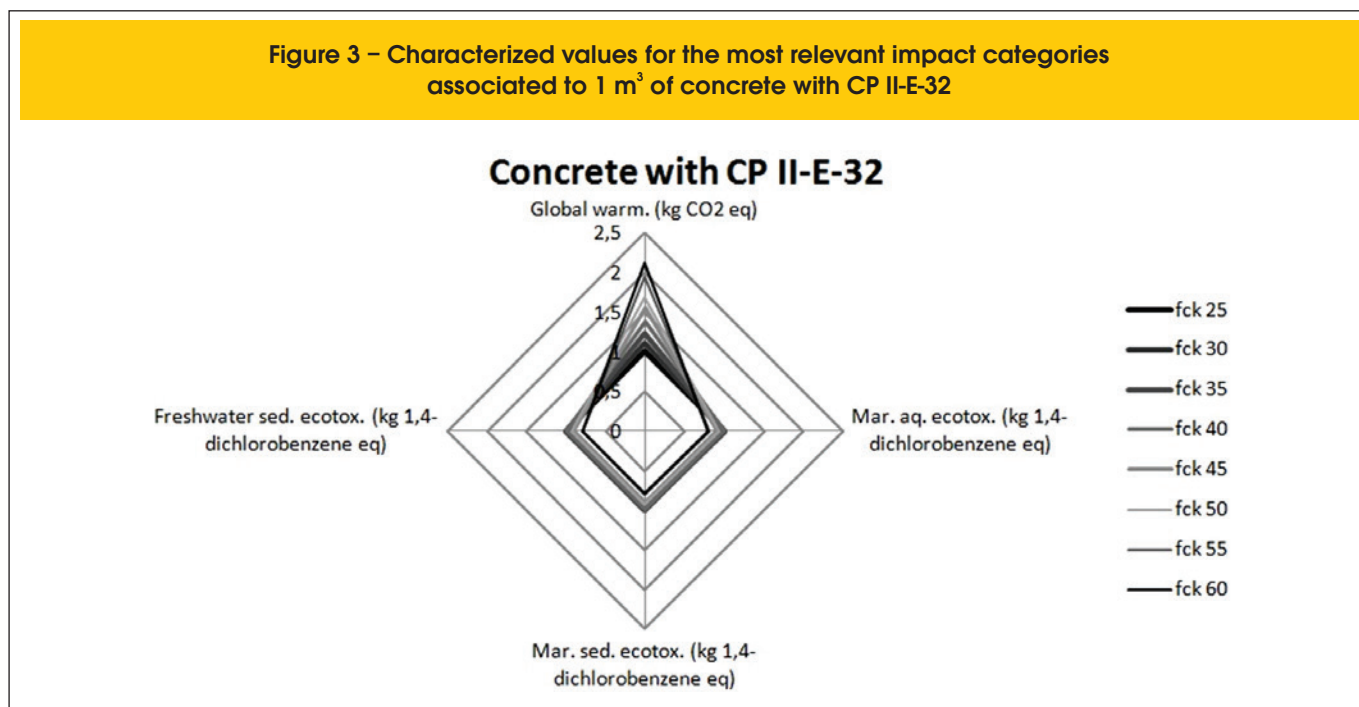 Figure 3 – Characterized values for the most relevant impact categories
associated to 1 m³ of concrete with CP II-E-32
Concrete with CP II-E-32
Global warm. (kg CO2 eq)
2,5
2
1,5
1
0,5
0
Freshwater sed. ecotox. (kg 1,4-
dichlorobenzene eq)
Mar. aq. ecotox. (kg 1,4-
dichlorobenzene eq)
Mar. sed. ecotox. (kg 1,4-
dichlorobenzene eq)
fck 25
fck 30
fck 35
fck 40
fck 45
fck 50
fck 55
fck 60